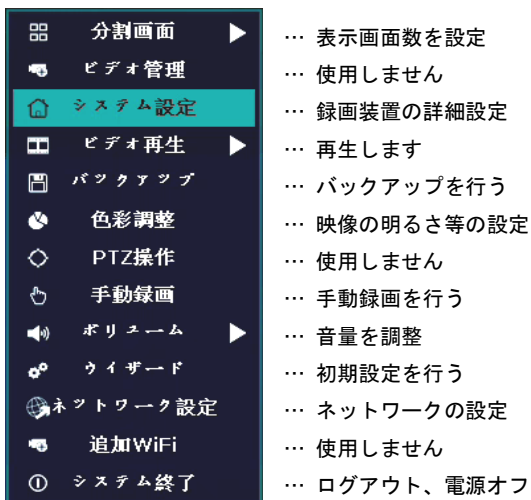 分割画面 ▶ … 表示画面数を設定
ビデオ管理 … 使用しません
システム設定 … 録画装置の詳細設定
ビデオ再生 ▶ … 再生します
バックアップ … バックアップを行う
色彩調整 … 映像の明るさ等の設定
PTZ操作 … 使用しません
手動録画 … 手動録画を行う
ボリューム ▶ … 音量を調整
ウイザード … 初期設定を行う
ネットワーク設定 … ネットワークの設定
追加WiFi … 使用しません
システム終了 … ログアウト、電源オフ